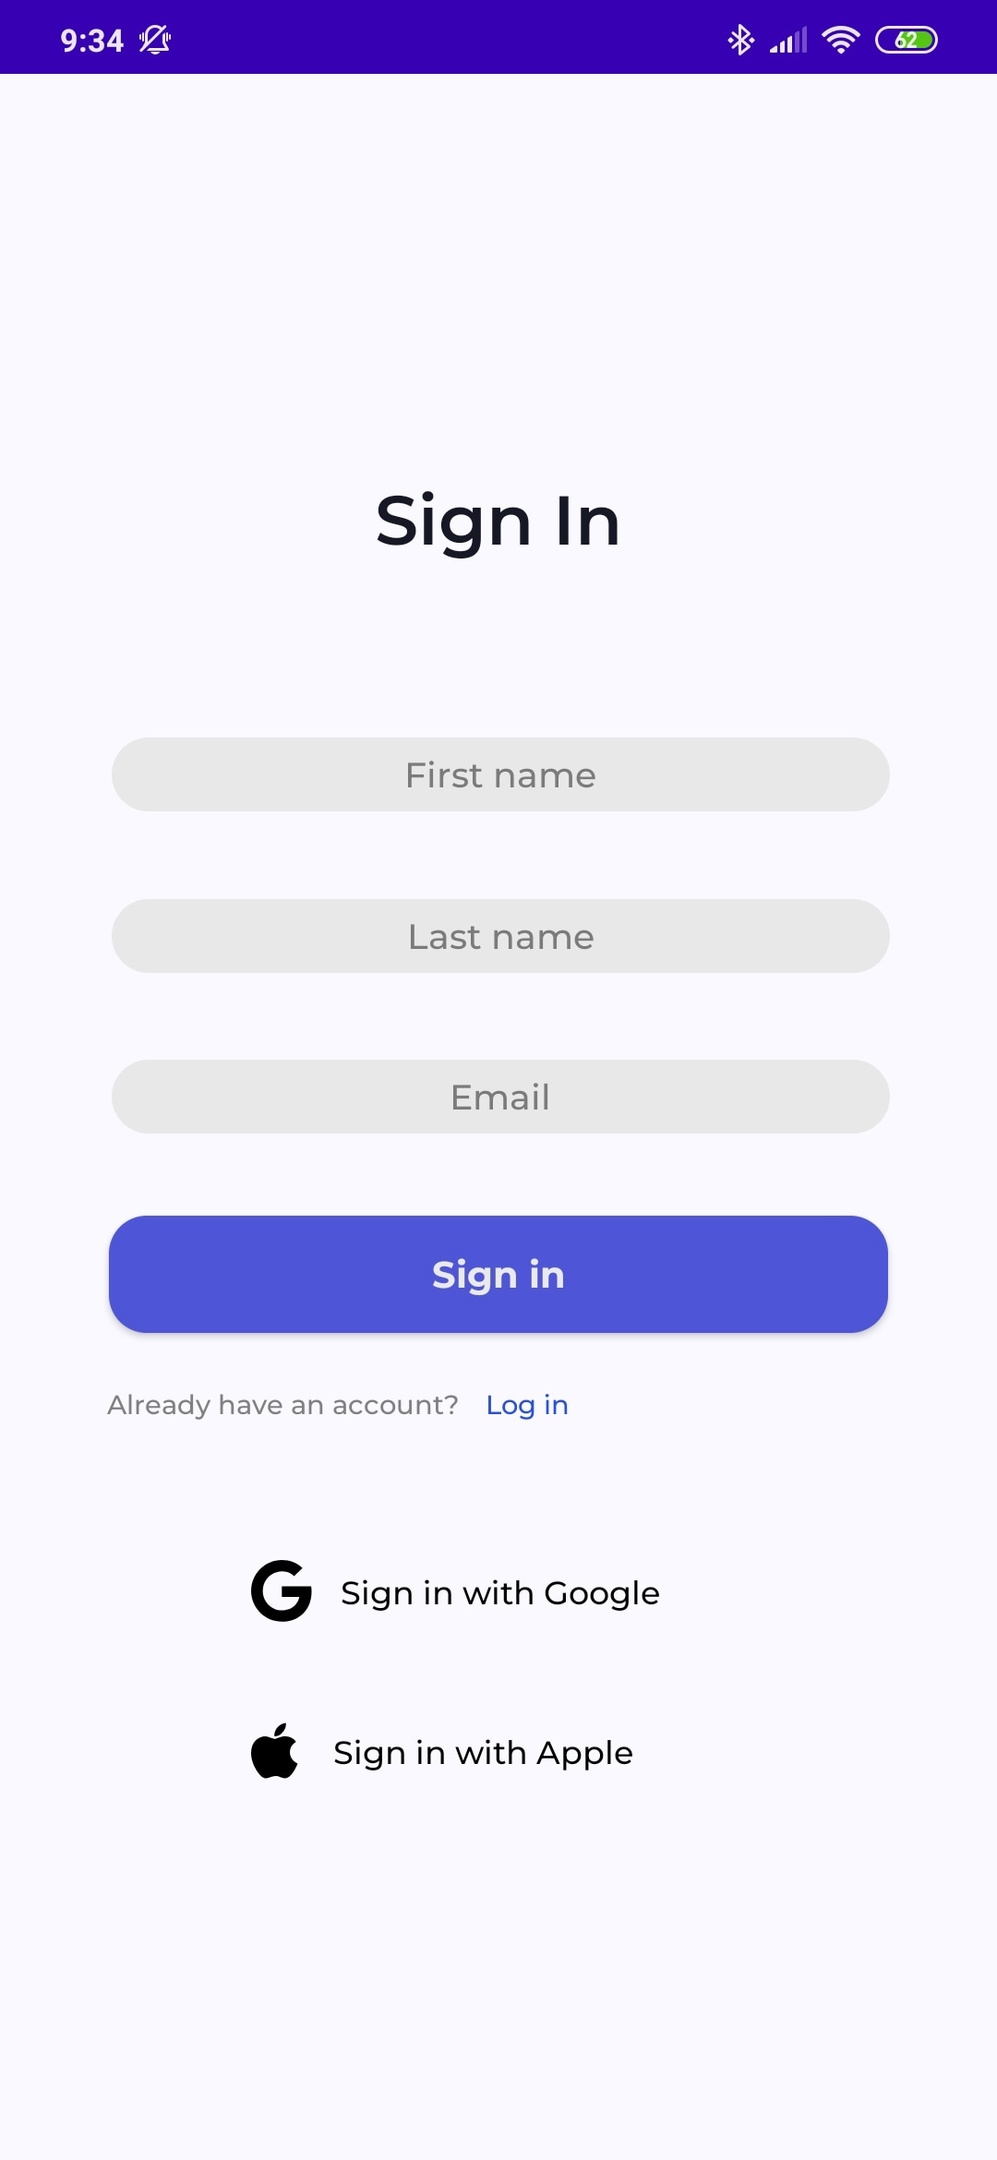 9:34
62
Sign In
First name
Last name
Email
Sign in
Already have an account? Log in
Sign in with Google
Sign in with Apple